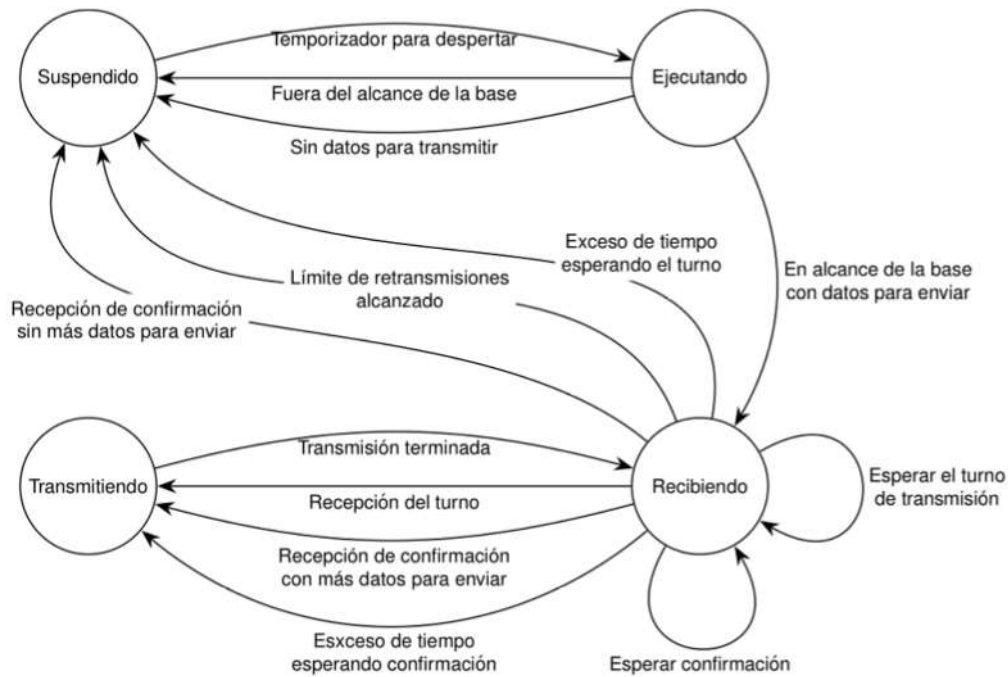 Temporizador para despertar
Suspendido
Ejecutando
Fuera del alcance de la base
Sin datos para transmitir
Exceso de tiempo
esperando el turno
En alcance de la base
con datos para enviar
Límite de retransmisiones
alcanzado
Recepción de confirmación
sin más datos para enviar
Transmisión terminada
Transmitiendo
Recibiendo
Esperar el turno
de transmisión
Recepción del turno
Recepción de confirmación
con más datos para enviar
Esxceso de tiempo
esperando confirmación
Esperar confirmación